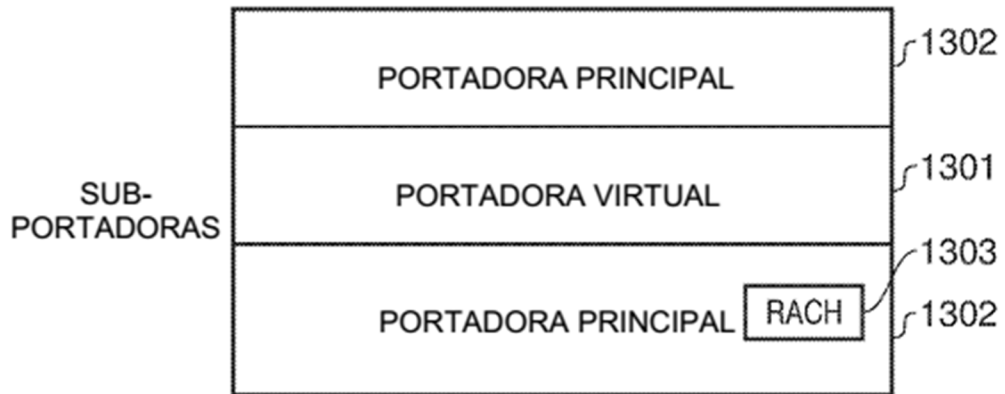 1302
PORTADORA PRINCIPAL
1301
PORTADORA VIRTUAL
SUB-
PORTADORAS
1303
RACH
PORTADORA PRINCIPAL
1302